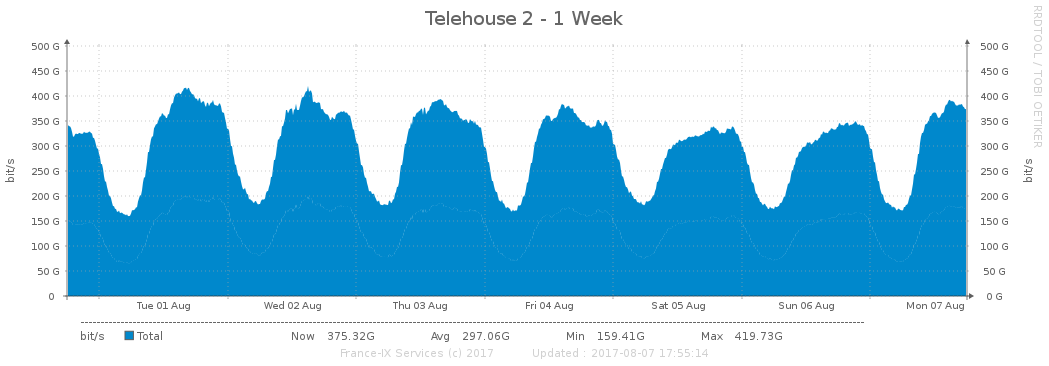 Telehouse 2 - 1 Week
RRDTOOL / TOBI OETIKER
500 G 500 G
450 G 450 G
400 G 400 G
350 G 350 G
300 G 300 G
250 G 250 G
200 G 200 G
150 G 150 G
100 G 100 G
50 G 50 G
0 0 G
bit/s bit/s
Tue 01 Aug Wed 02 Aug Thu 03 Aug Fri 04 Aug Sat 05 Aug Sun 06 Aug Mon 07 Aug
bit/s Total Now 375.32G Avg 297.06G Min 159.41G Max 419.73G
France-IX Services (c) 2017 Updated : 2017-08-07 17:55:14